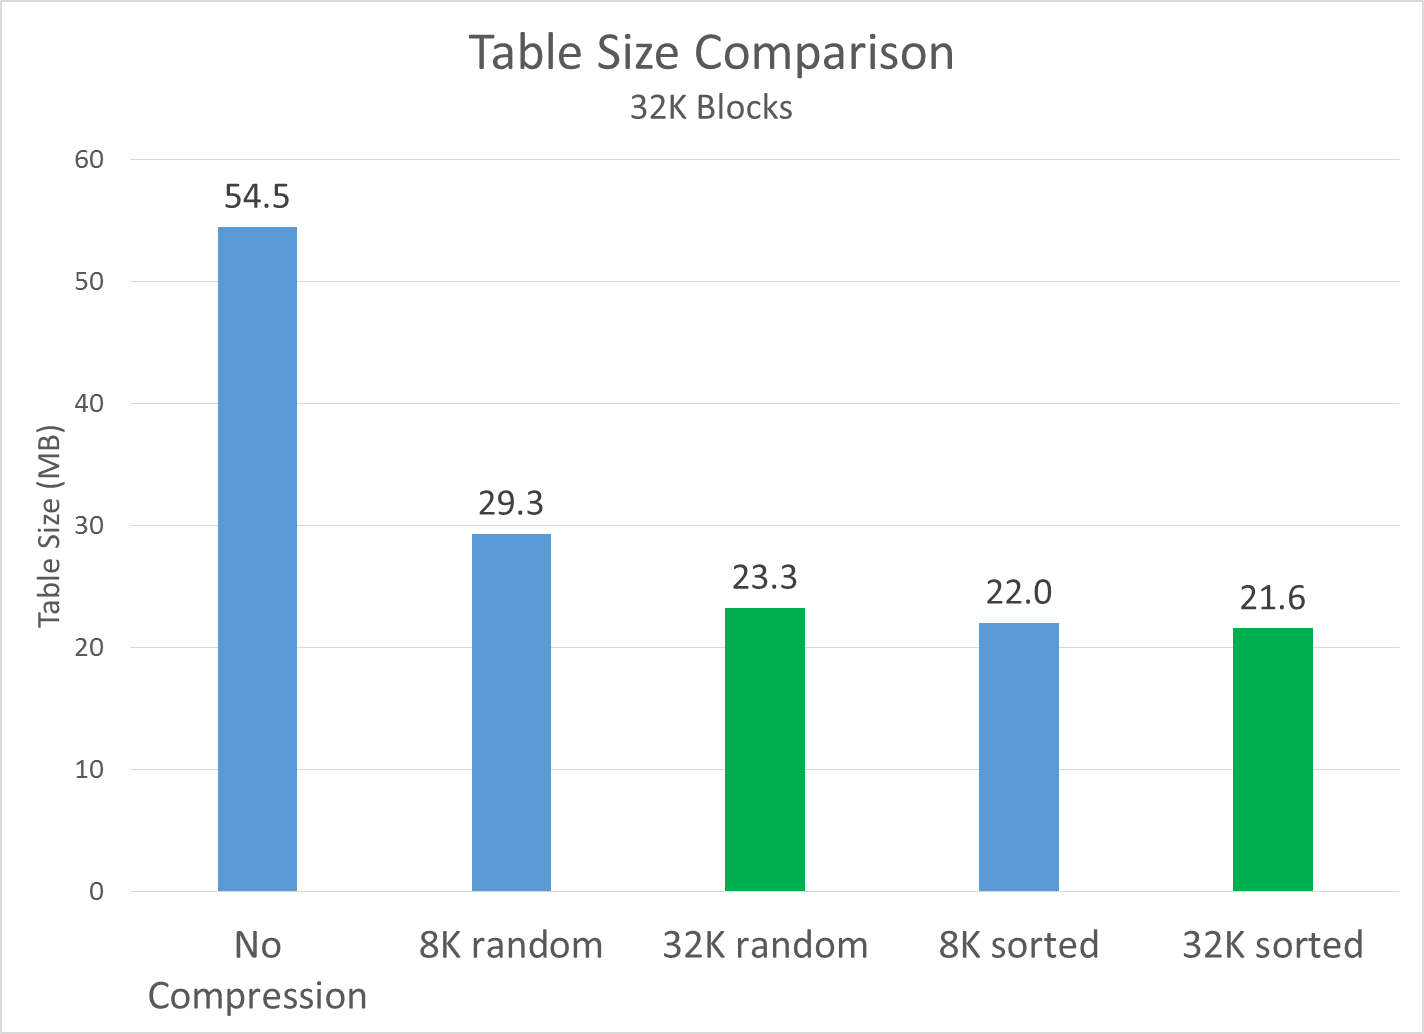 Table Size Comparison
32K Blocks
60
54.5
50
40
Table Size (MB)
30
29.3
23.3
22.0
21.6
20
10
0
No
Compression
8K random
32K random
8K sorted
32K sorted